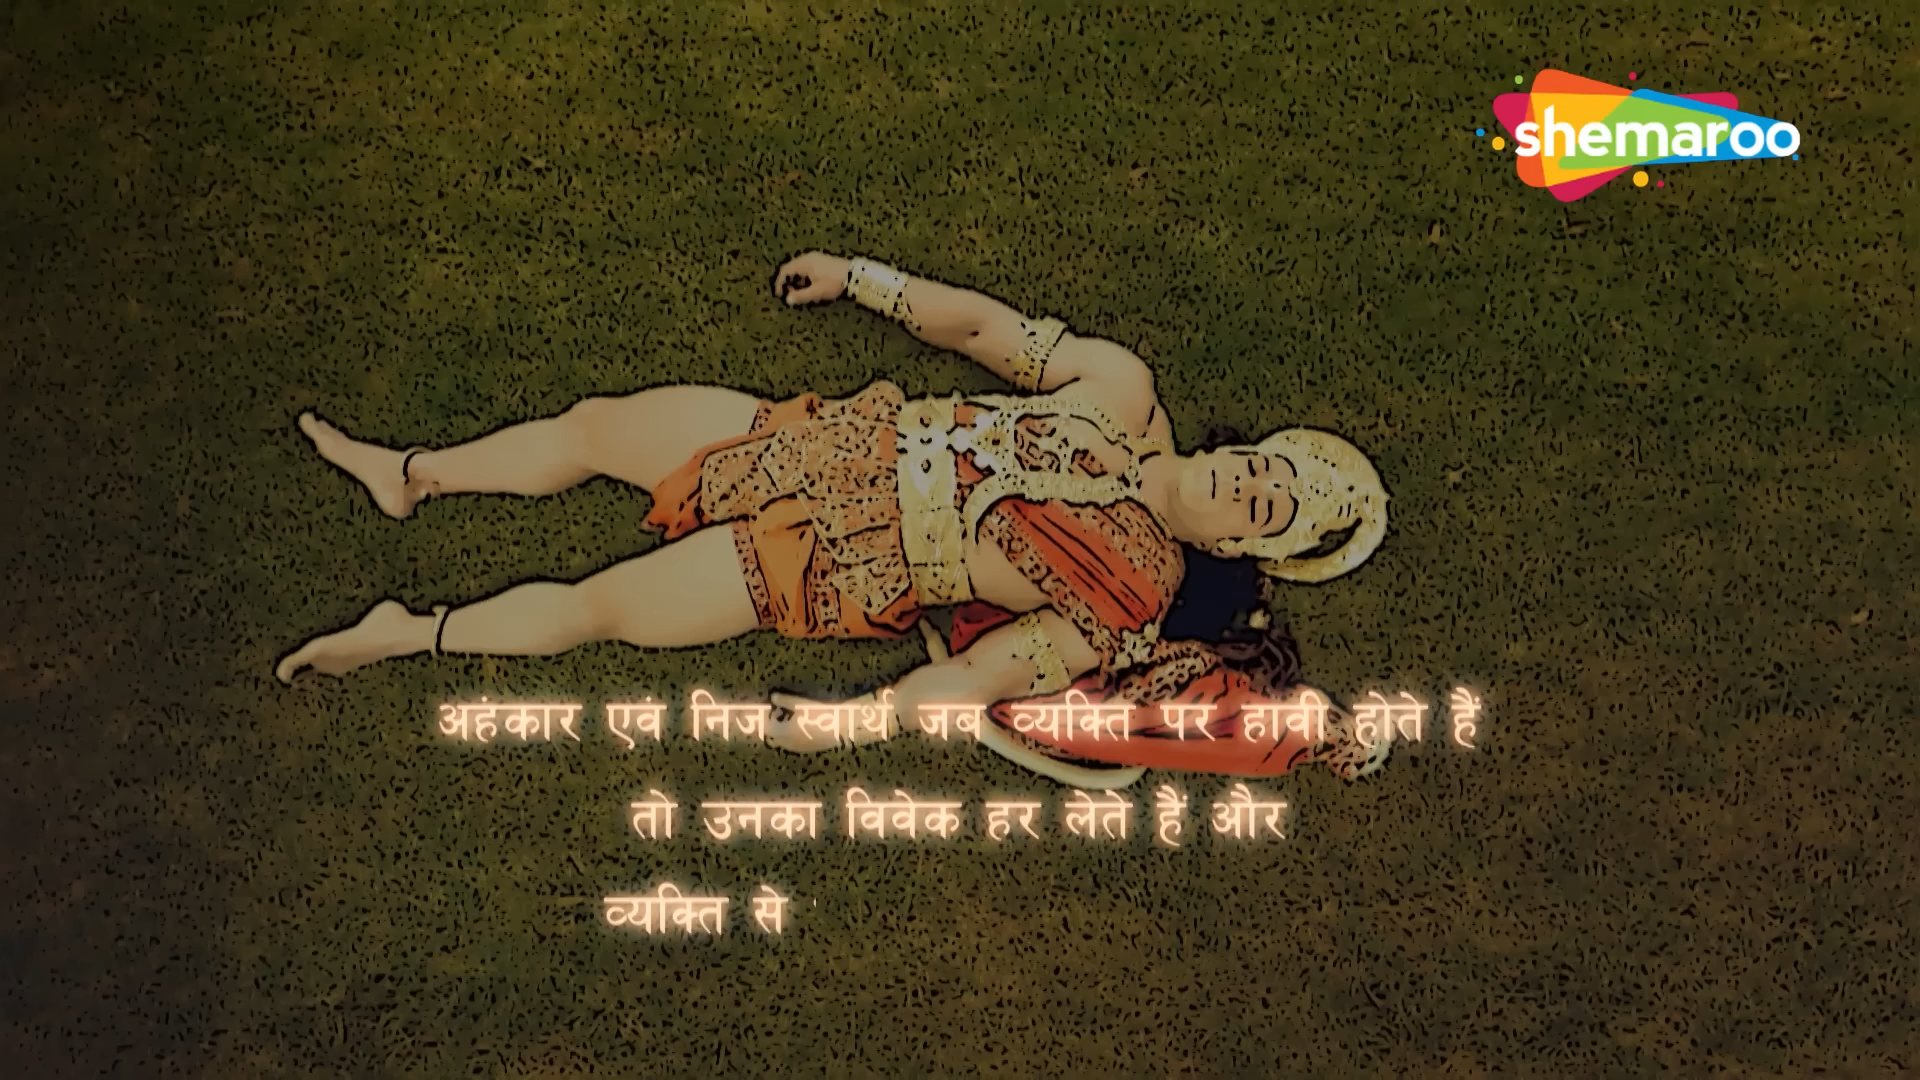 shemaroo
अहंकार एवं निज स्वार्थ जब व्यक्ति पर हावी होते हैं
तो उनका विवेक हर लेते हैं और
व्यक्ति से